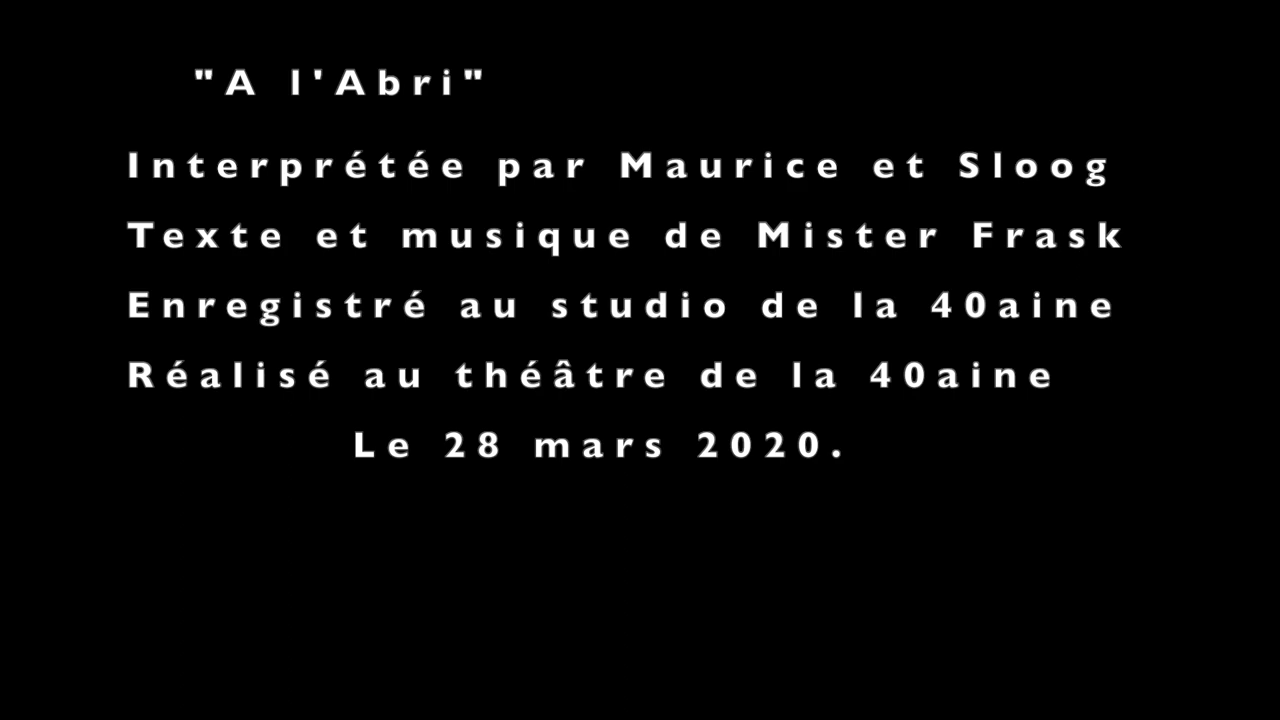 "A l'Abri"
Interprétée par Maurice et Sloog
Texte et musique de Mister Frask
Enregistré au studio de la 40aine
Réalisé au théâtre de la 40aine
Le 28 mars 2020.